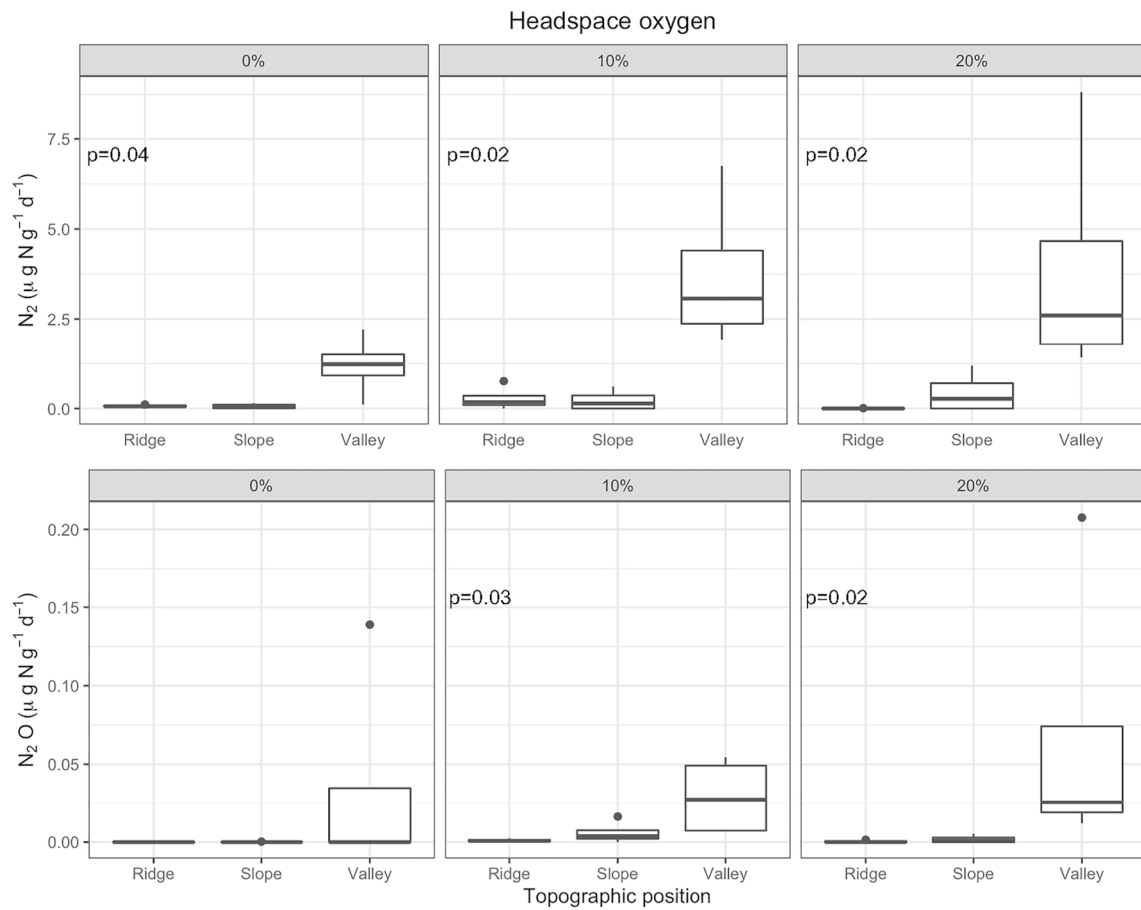 Headspace oxygen
0% 10% 20%
N₂ (μ g N g⁻¹ d⁻¹)
7.5
5.0
2.5
0.0
p=0.04 p=0.02 p=0.02
Ridge Slope Valley Ridge Slope Valley Ridge Slope Valley
0% 10% 20%
N₂ O (μ g N g⁻¹ d⁻¹)
0.20
0.15
0.10
0.05
0.00
p=0.03 p=0.02
Ridge Slope Valley Ridge Slope Valley Ridge Slope Valley
Topographic position